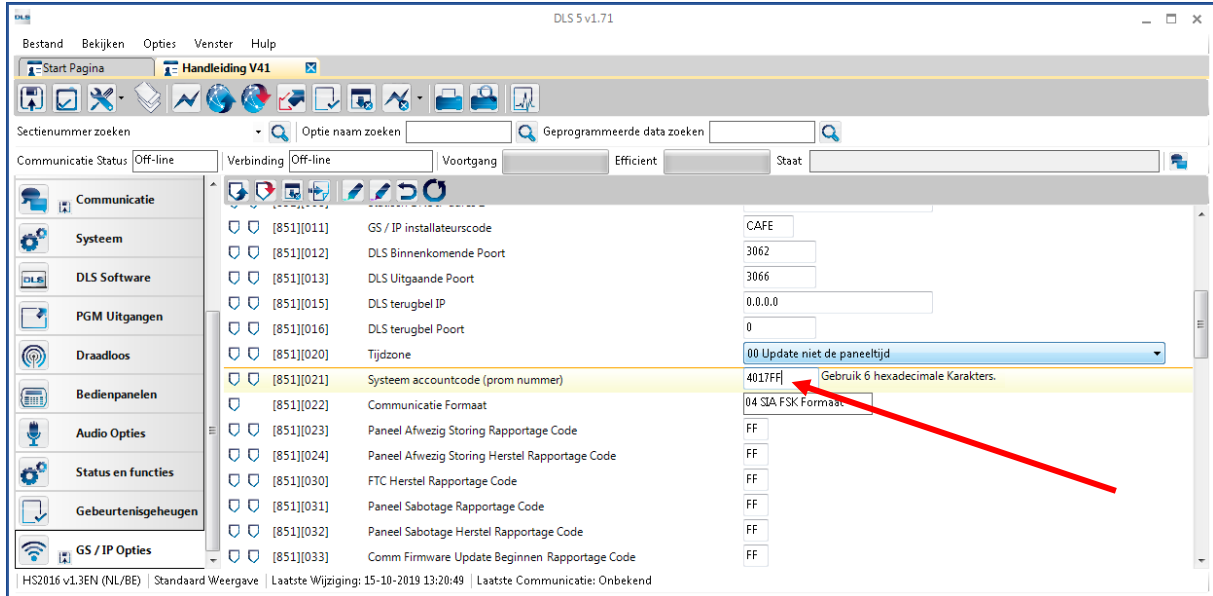 DLS
DLS 5 v1.71
Bestand Bekijken Opties Venster Hulp
Start Pagina Handleiding V41
Sectienummer zoeken Optie naam zoeken Geprogrammeerde data zoeken
Communicatie Status Off-line Verbinding Off-line Voortgang Efficient Staat
Communicatie
Systeem
DLS DLS Software
PGM Uitgangen
Draadloos
Bedienpanelen
Audio Opties
Status en functies
Gebeurtenisgeheugen
GS / IP Opties
[851][011] GS / IP installateurscode CAFE
[851][012] DLS Binnenkomende Poort 3062
[851][013] DLS Uitgaande Poort 3066
[851][015] DLS terugbel IP 0.0.0.0
[851][016] DLS terugbel Poort 0
[851][020] Tijdzone 00 Update niet de paneeltijd
[851][021] Systeem accountcode (prom nummer) 4017FF Gebruik 6 hexadecimale Karakters.
[851][022] Communicatie Formaat 04 SIA FSK Formaat
[851][023] Paneel Afwezig Storing Rapportage Code FF
[851][024] Paneel Afwezig Storing Herstel Rapportage Code FF
[851][030] FTC Herstel Rapportage Code FF
[851][031] Paneel Sabotage Rapportage Code FF
[851][032] Paneel Sabotage Herstel Rapportage Code FF
[851][033] Comm Firmware Update Beginnen Rapportage Code FF
HS2016 v1.3EN (NL/BE) Standaard Weergave Laatste Wijziging: 15-10-2019 13:20:49 Laatste Communicatie: Onbekend